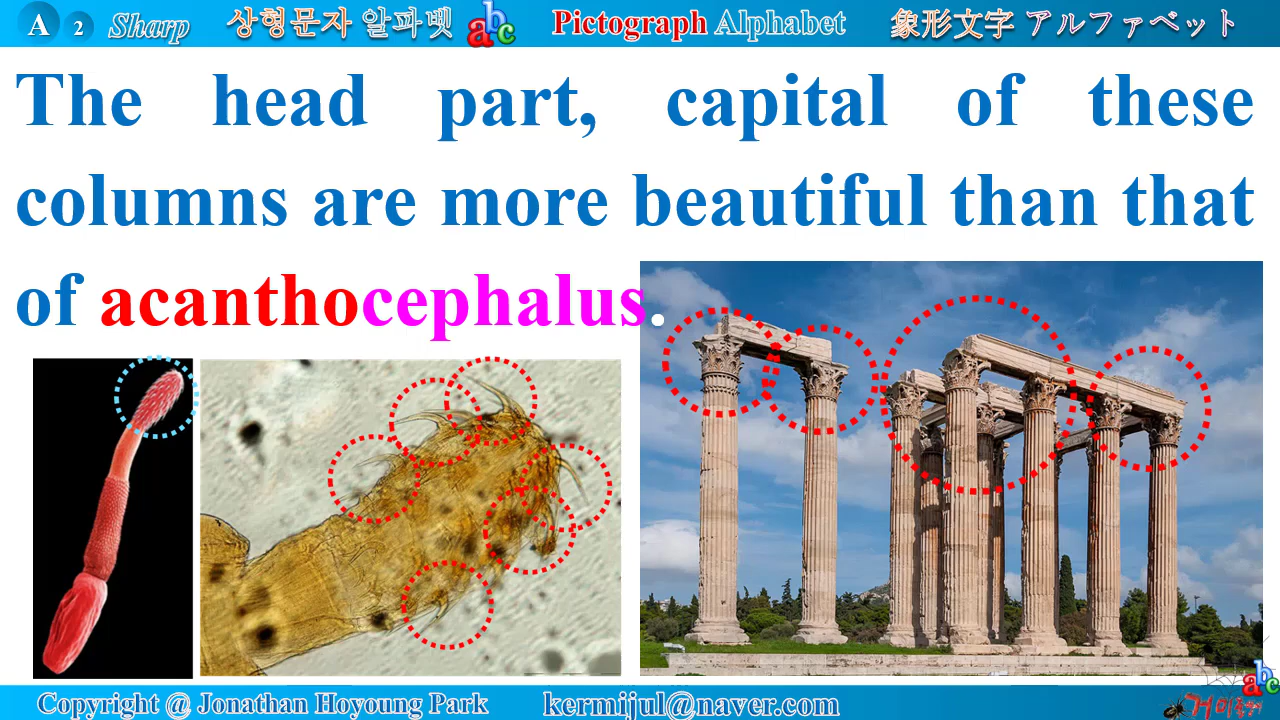 A 2 Sharp 상형문자 알파벳 abc Pictograph Alphabet 象形文字 アルファベット
The head part, capital of these
columns are more beautiful than that
of acanthocephalus.
abc
Copyright @ Jonathan Hoyoung Park kermijul@naver.com